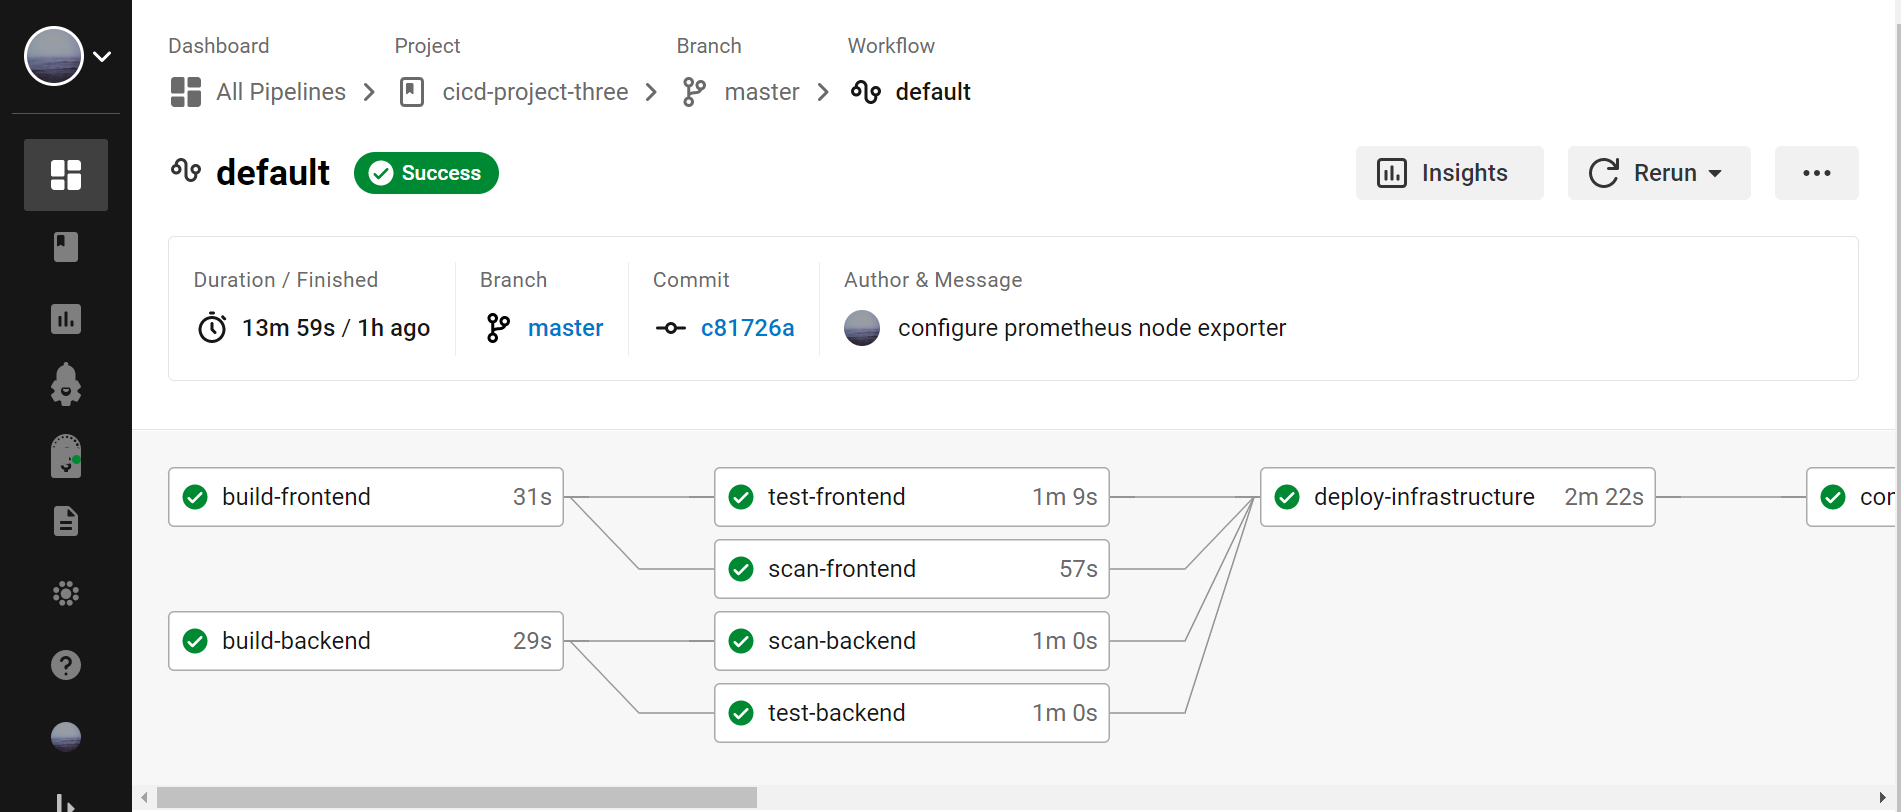 Dashboard Project Branch Workflow
All Pipelines cicd-project-three master default
default Success Insights Rerun
Duration / Finished Branch Commit Author & Message
13m 59s / 1h ago master c81726a configure prometheus node exporter
build-frontend 31s test-frontend 1m 9s deploy-infrastructure 2m 22s con
scan-frontend 57s
build-backend 29s scan-backend 1m 0s
test-backend 1m 0s